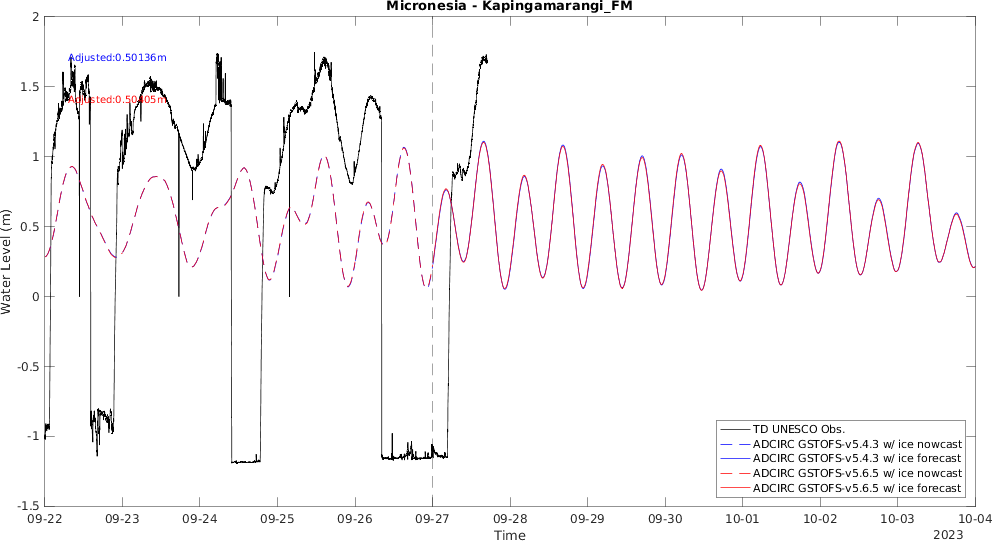 Micronesia - Kapingamarangi_FM
2
1.5
1
0.5
0
-0.5
-1
-1.5
Water Level (m)
Adjusted:0.50136m
Adjusted:0.50405m
TD UNESCO Obs.
ADCIRC GSTOFS-v5.4.3 w/ ice nowcast
ADCIRC GSTOFS-v5.4.3 w/ ice forecast
ADCIRC GSTOFS-v5.6.5 w/ ice nowcast
ADCIRC GSTOFS-v5.6.5 w/ ice forecast
09-22 09-23 09-24 09-25 09-26 09-27 09-28 09-29 09-30 10-01 10-02 10-03 10-04
Time
2023